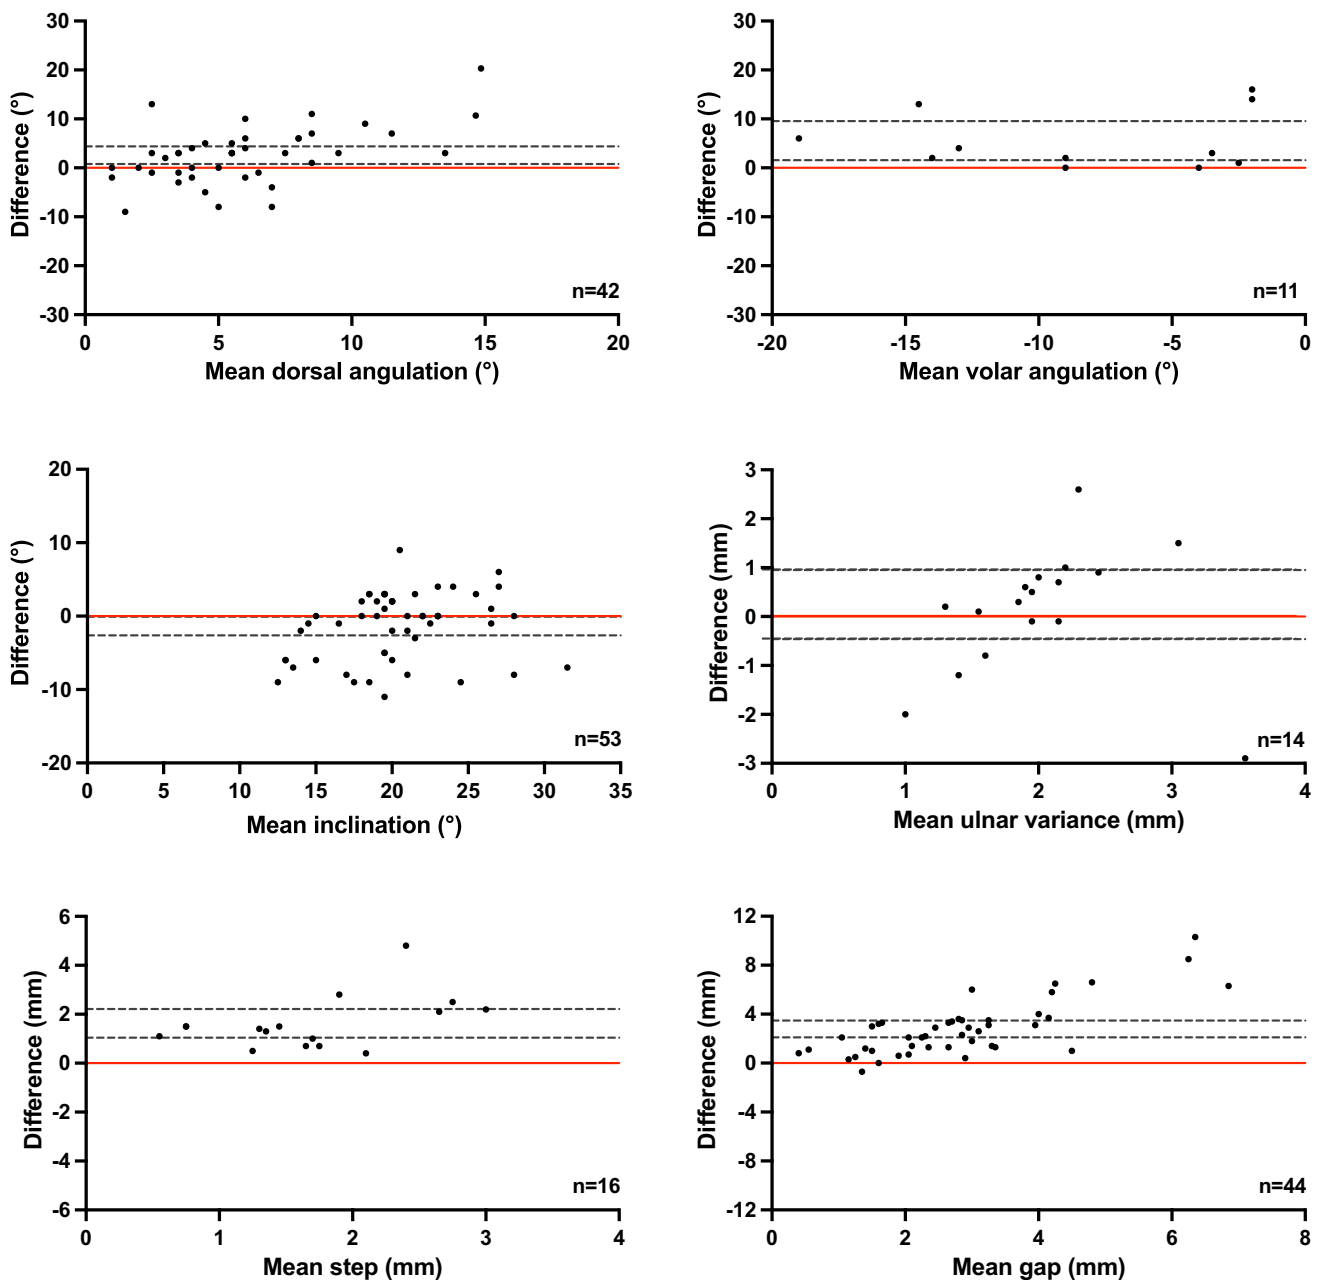 30
20
10
0
-10
-20
-30
Difference (°)
n=42
0 5 10 15 20
Mean dorsal angulation (°)
30
20
10
0
-10
-20
-30
Difference (°)
n=11
-20 -15 -10 -5 0
Mean volar angulation (°)
20
10
0
-10
-20
Difference (°)
n=53
0 5 10 15 20 25 30 35
Mean inclination (°)
3
2
1
0
-1
-2
-3
Difference (mm)
n=14
0 1 2 3 4
Mean ulnar variance (mm)
6
4
2
0
-2
-4
-6
Difference (mm)
n=16
0 1 2 3 4
Mean step (mm)
12
8
4
0
-4
-8
-12
Difference (mm)
n=44
0 2 4 6 8
Mean gap (mm)